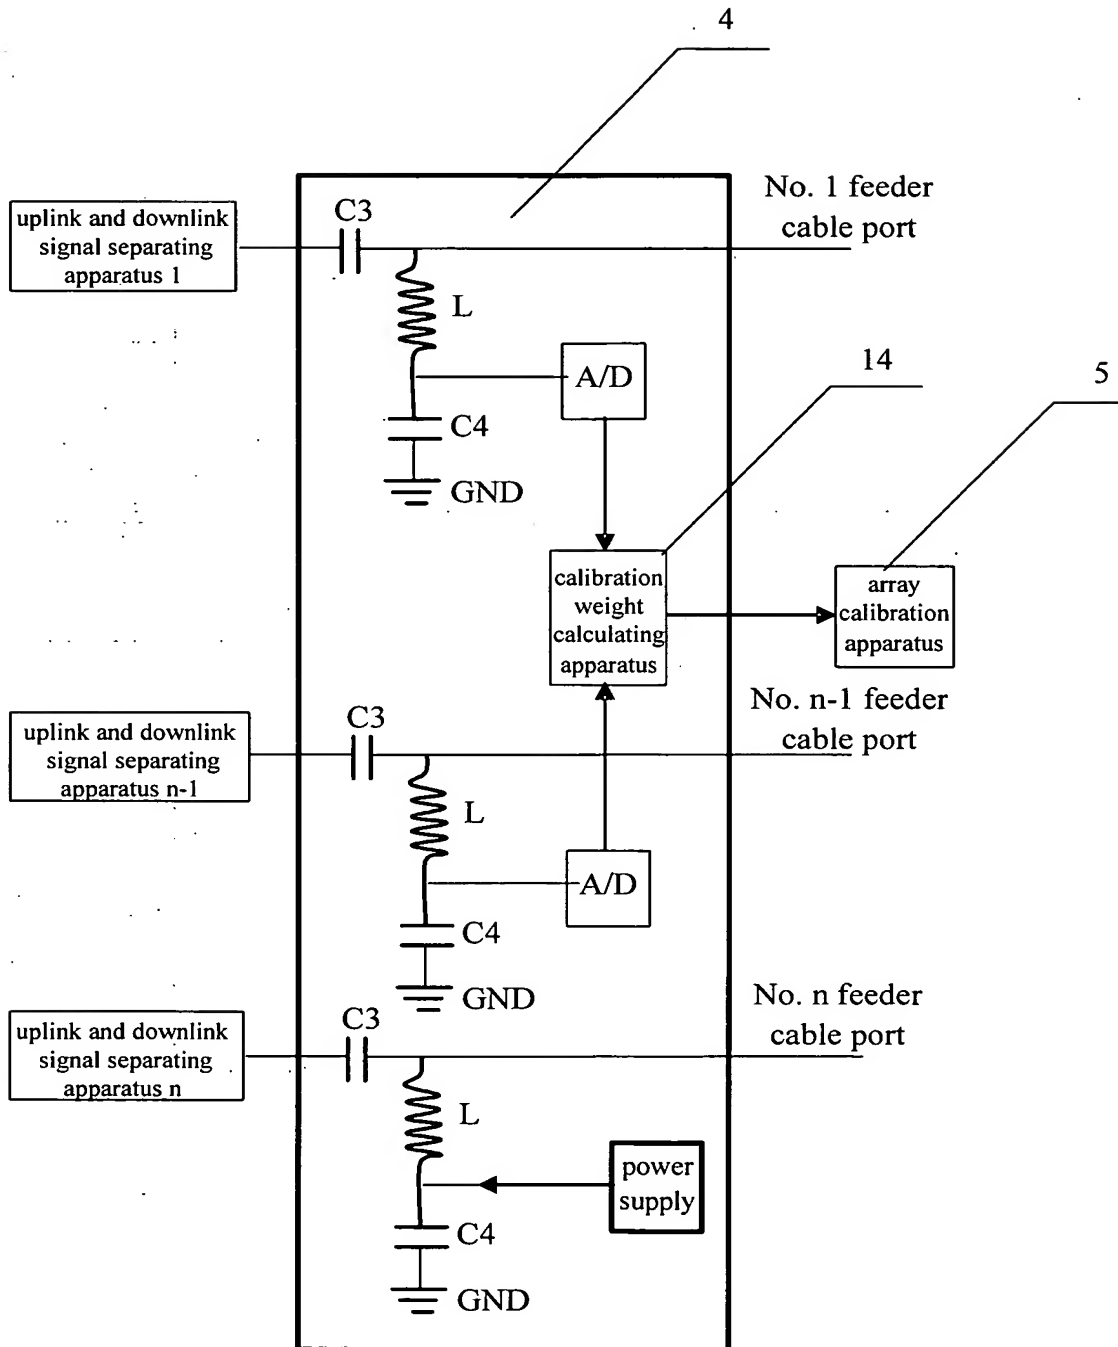 4
No. 1 feeder
cable port
uplink and downlink
signal separating
apparatus 1
C3
L
A/D
14
5
C4
GND
calibration
weight
calculating
apparatus
array
calibration
apparatus
No. n-1 feeder
cable port
uplink and downlink
signal separating
apparatus n-1
C3
L
A/D
C4
GND
No. n feeder
cable port
uplink and downlink
signal separating
apparatus n
C3
L
power
supply
C4
GND